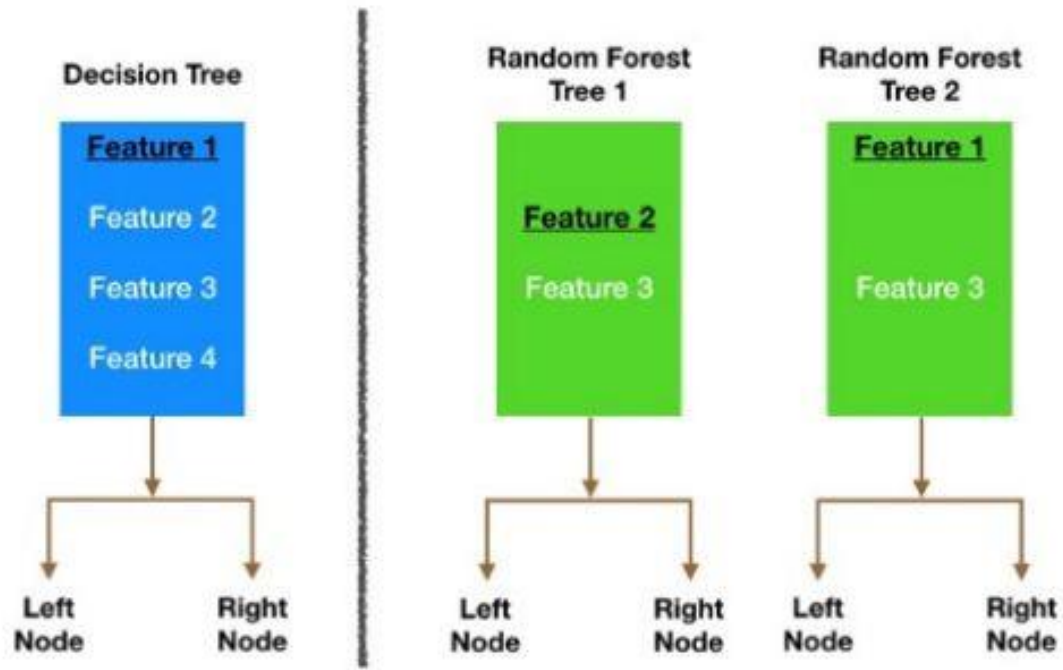 Decision Tree
Feature 1
Feature 2
Feature 3
Feature 4
Left
Node
Right
Node
Random Forest
Tree 1
Feature 2
Feature 3
Left
Node
Right
Node
Random Forest
Tree 2
Feature 1
Feature 3
Left
Node
Right
Node